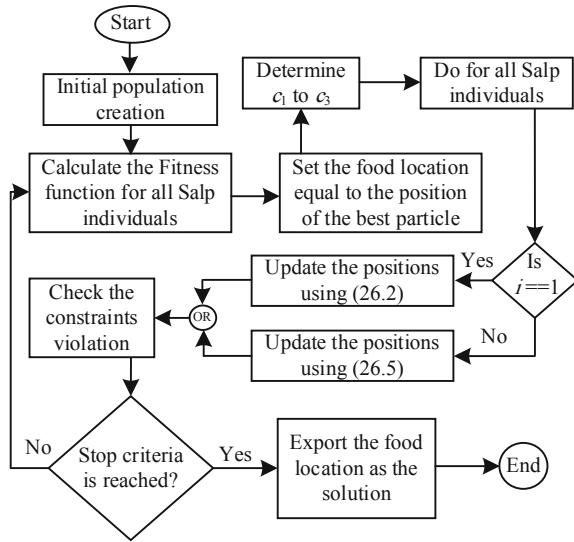 Start
Initial population
creation
Calculate the Fitness
function for all Salp
individuals
Set the food location
equal to the position
of the best particle
Determine
c₁ to c₃
Do for all Salp
individuals
Is
i ==1
Yes
No
Update the positions
using (26.2)
Update the positions
using (26.5)
OR
Check the
constraints
violation
Stop criteria
is reached?
No
Yes
Export the food
location as the
solution
End